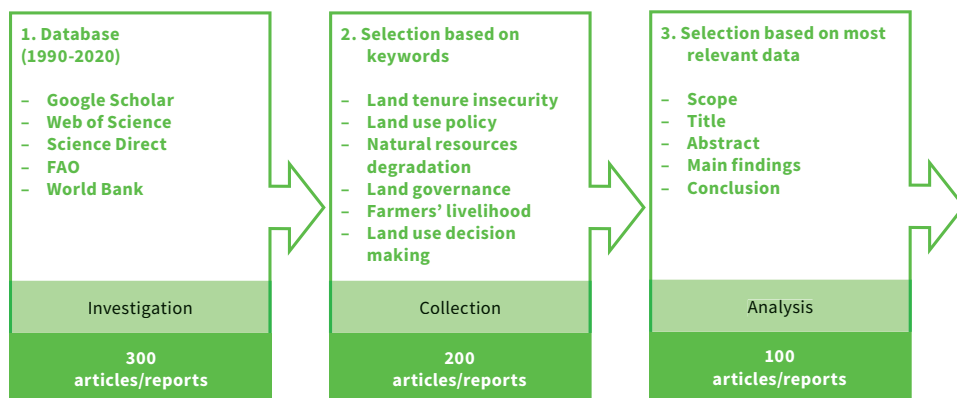 1. Database
(1990-2020)
– Google Scholar
– Web of Science
– Science Direct
– FAO
– World Bank
Investigation
300
articles/reports
2. Selection based on
keywords
– Land tenure insecurity
– Land use policy
– Natural resources
degradation
– Land governance
– Farmers’ livelihood
– Land use decision
making
Collection
200
articles/reports
3. Selection based on most
relevant data
– Scope
– Title
– Abstract
– Main findings
– Conclusion
Analysis
100
articles/reports